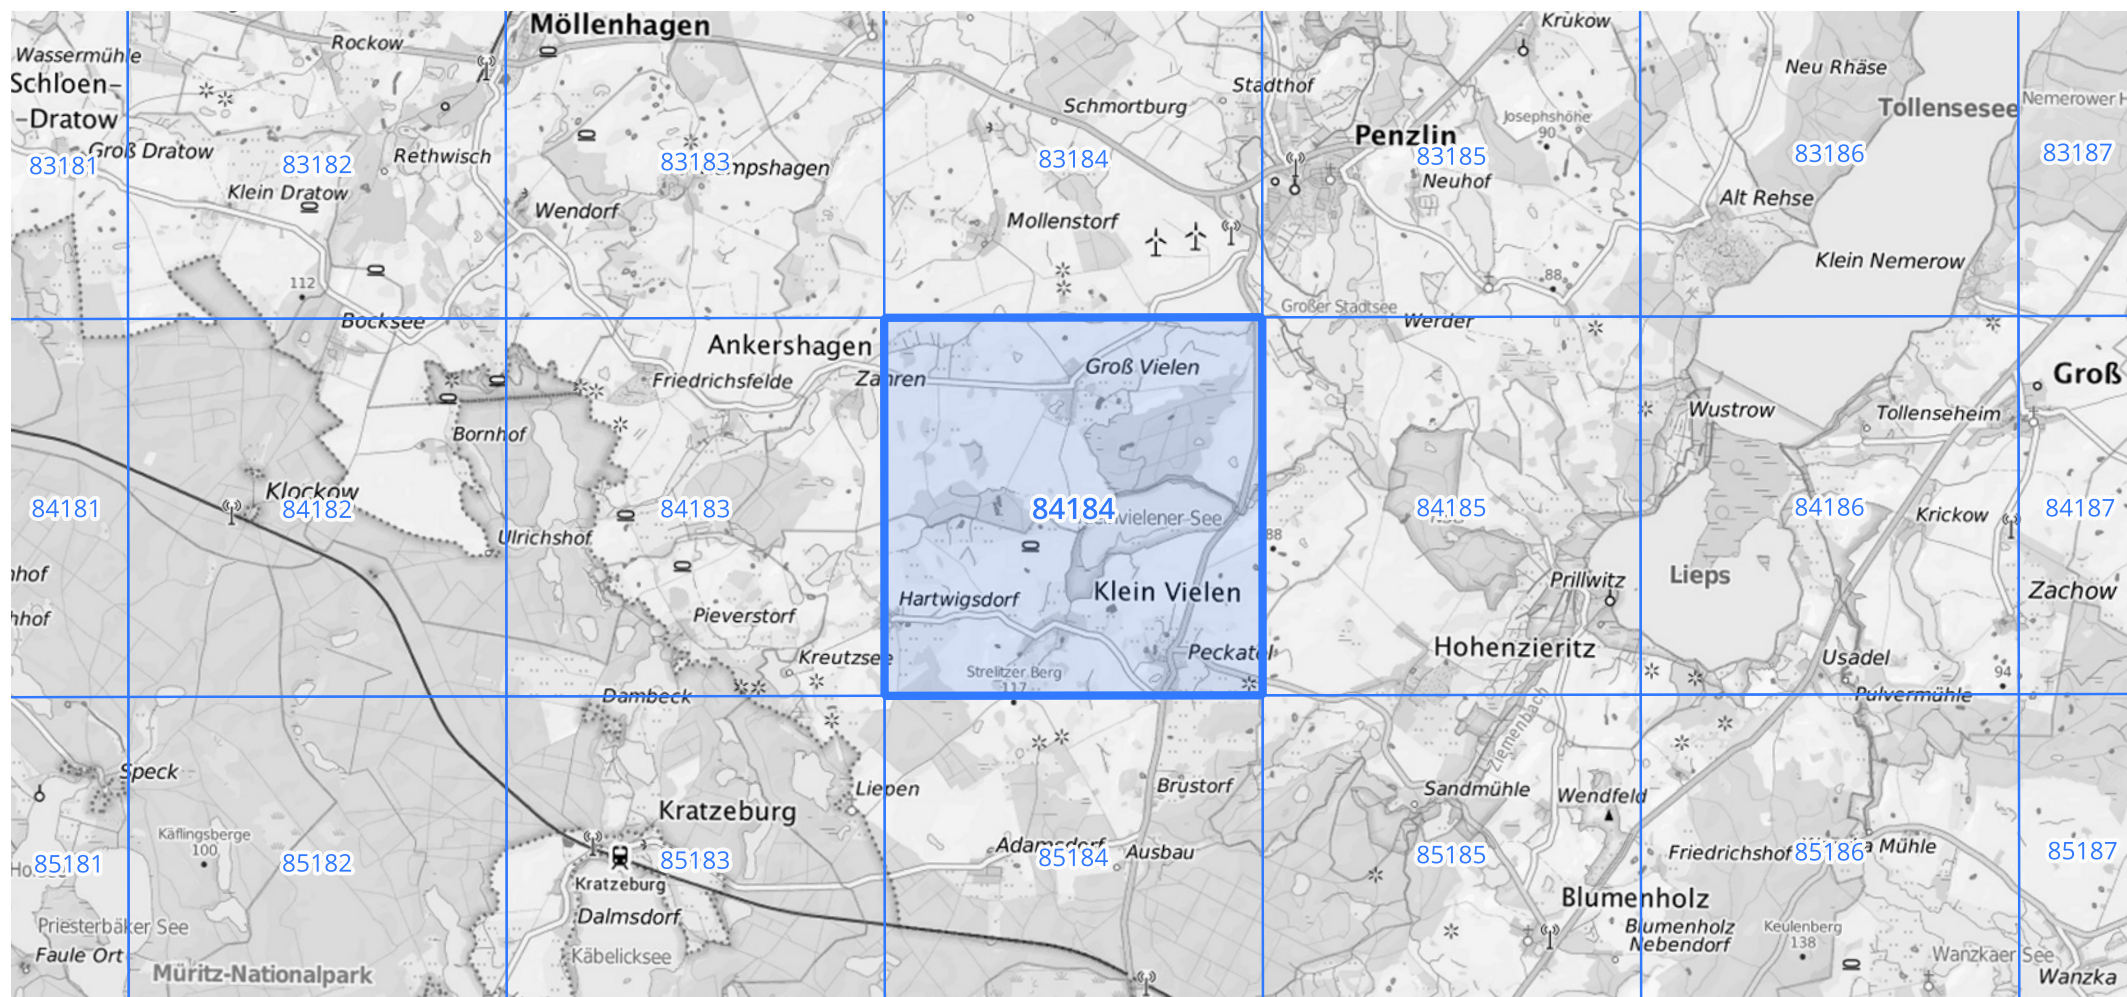 Möllenhagen
Krukow
Rockow
Wassermühle
Neu Rhäse
Schloen-
-Dratow
Stadthof
Schmortburg
Tollensesee
Josephshöhe
90
Penzlin
Groß Dratow
Rethwisch
83181
83182
83183
83184
83185
83186
83187
Klein Dratow
Neuhof
Wendorf
Alt Rehse
Mollenstorf
Klein Nemerow
88
112
Großer Stadtsee
Bocksee
Werder
Ankershagen
Groß Vielen
Groß
Friedrichsfelde
Zahren
Wustrow
Tollenseheim
Bornhof
Klockow
84181
84182
84183
84184
84185
84186
84187
Krickow
Ulrichshof
88
Prillwitz
Lieps
Zachow
Klein Vielen
Hartwigsdorf
Pieverstorf
Hohenzieritz
Kreutzsee
Peckatel
Usadel
Strelitzer Berg
117
94
Dambeck
Pulvermühle
Ziemenbach
Speck
Liepen
Brustorf
Sandmühle
Wendfeld
Kratzeburg
Käflingsberge
100
Adamsdorf
Ausbau
Friedrichshof
85181
85182
85183
85184
85185
85186
85187
Mühle
Kratzeburg
Blumenholz
Dalmsdorf
Priesterbäker See
Blumenholz
Nebendorf
Keulenberg
138
Faule Ort
Käbelicksee
Wanzkaer See
Müritz-Nationalpark
Wanzka